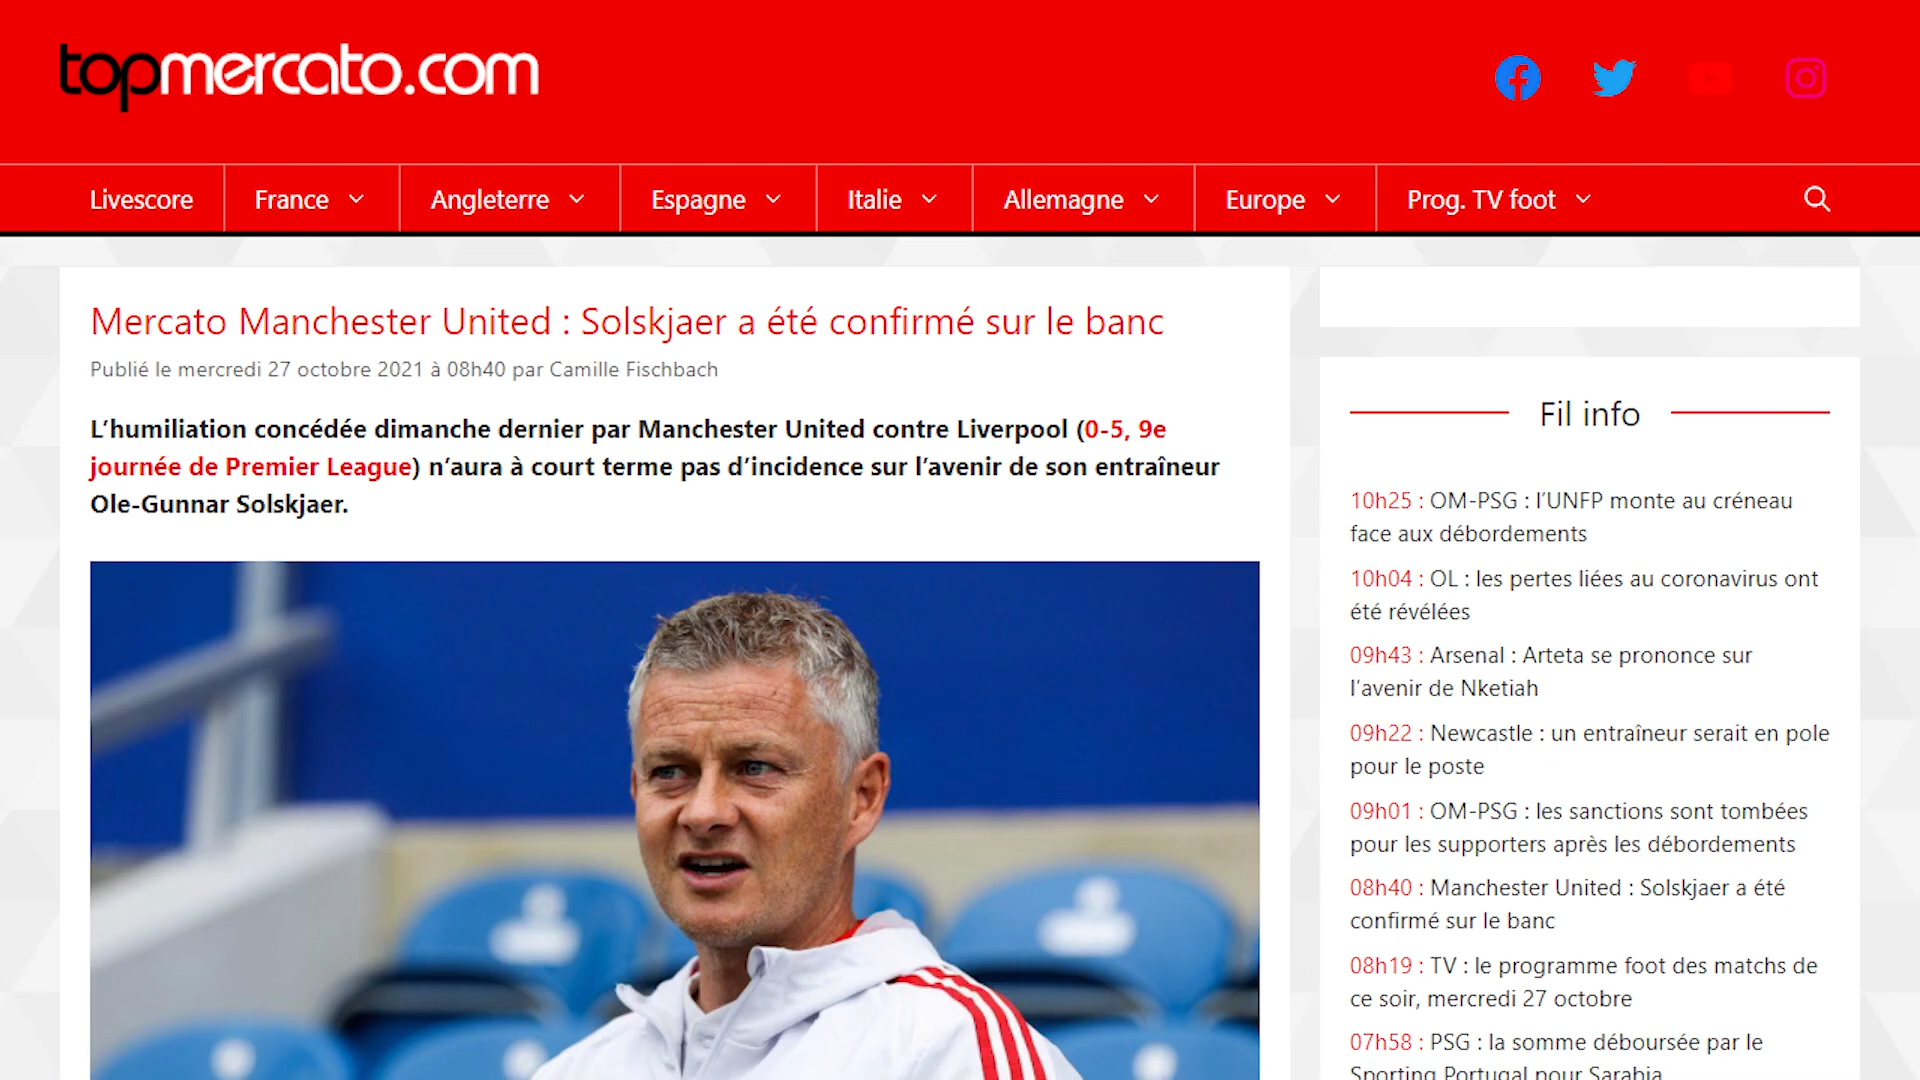 topmercato.com
Livescore
France
Angleterre
Espagne
Italie
Allemagne
Europe
Prog. TV foot
Mercato Manchester United : Solskjaer a été confirmé sur le banc
Publié le mercredi 27 octobre 2021 à 08h40 par Camille Fischbach
L’humiliation concédée dimanche dernier par Manchester United contre Liverpool (0-5, 9e
journée de Premier League) n’aura à court terme pas d’incidence sur l’avenir de son entraîneur
Ole-Gunnar Solskjaer.
Fil info
10h25 : OM-PSG : l’UNFP monte au créneau
face aux débordements
10h04 : OL : les pertes liées au coronavirus ont
été révélées
09h43 : Arsenal : Arteta se prononce sur
l’avenir de Nketiah
09h22 : Newcastle : un entraîneur serait en pole
pour le poste
09h01 : OM-PSG : les sanctions sont tombées
pour les supporters après les débordements
08h40 : Manchester United : Solskjaer a été
confirmé sur le banc
08h19 : TV : le programme foot des matchs de
ce soir, mercredi 27 octobre
07h58 : PSG : la somme déboursée par le
Sporting Portugal pour Sarabia